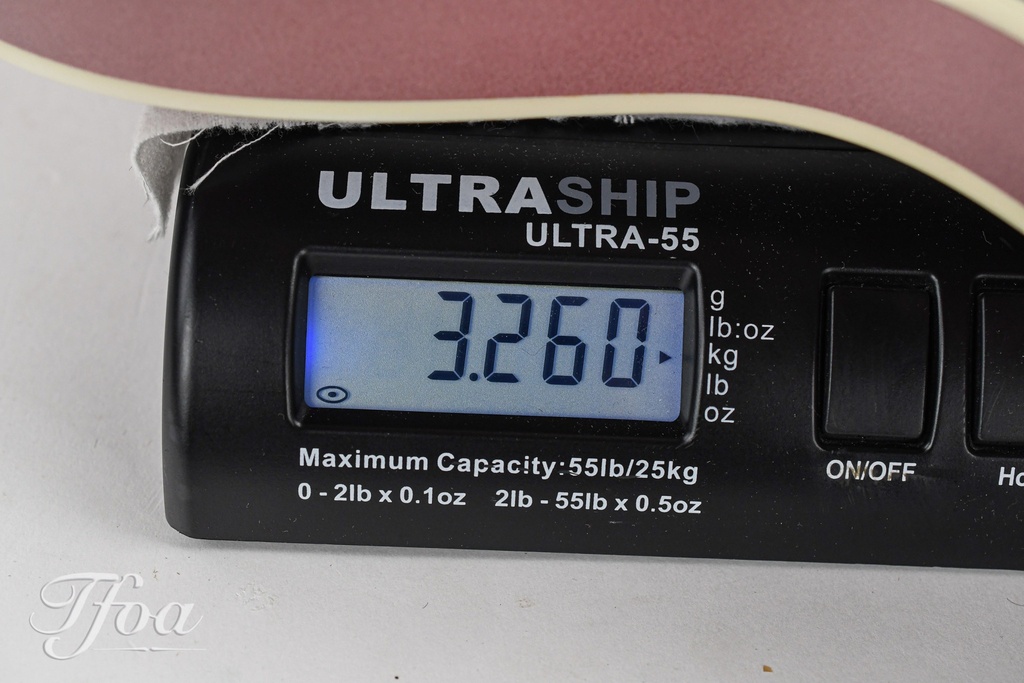 ULTRASHIP
ULTRA-55
3.260
g
lb:oz
kg
lb
oz
ON/OFF
Ho
Maximum Capacity:55lb/25kg
0 - 2lb x 0.1oz 2lb - 55lb x 0.5oz
Tfoa